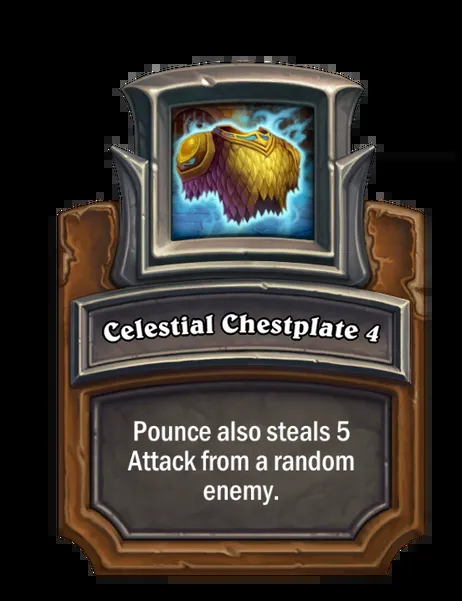 Celestial Chestplate 4
Pounce also steals 5
Attack from a random
enemy.